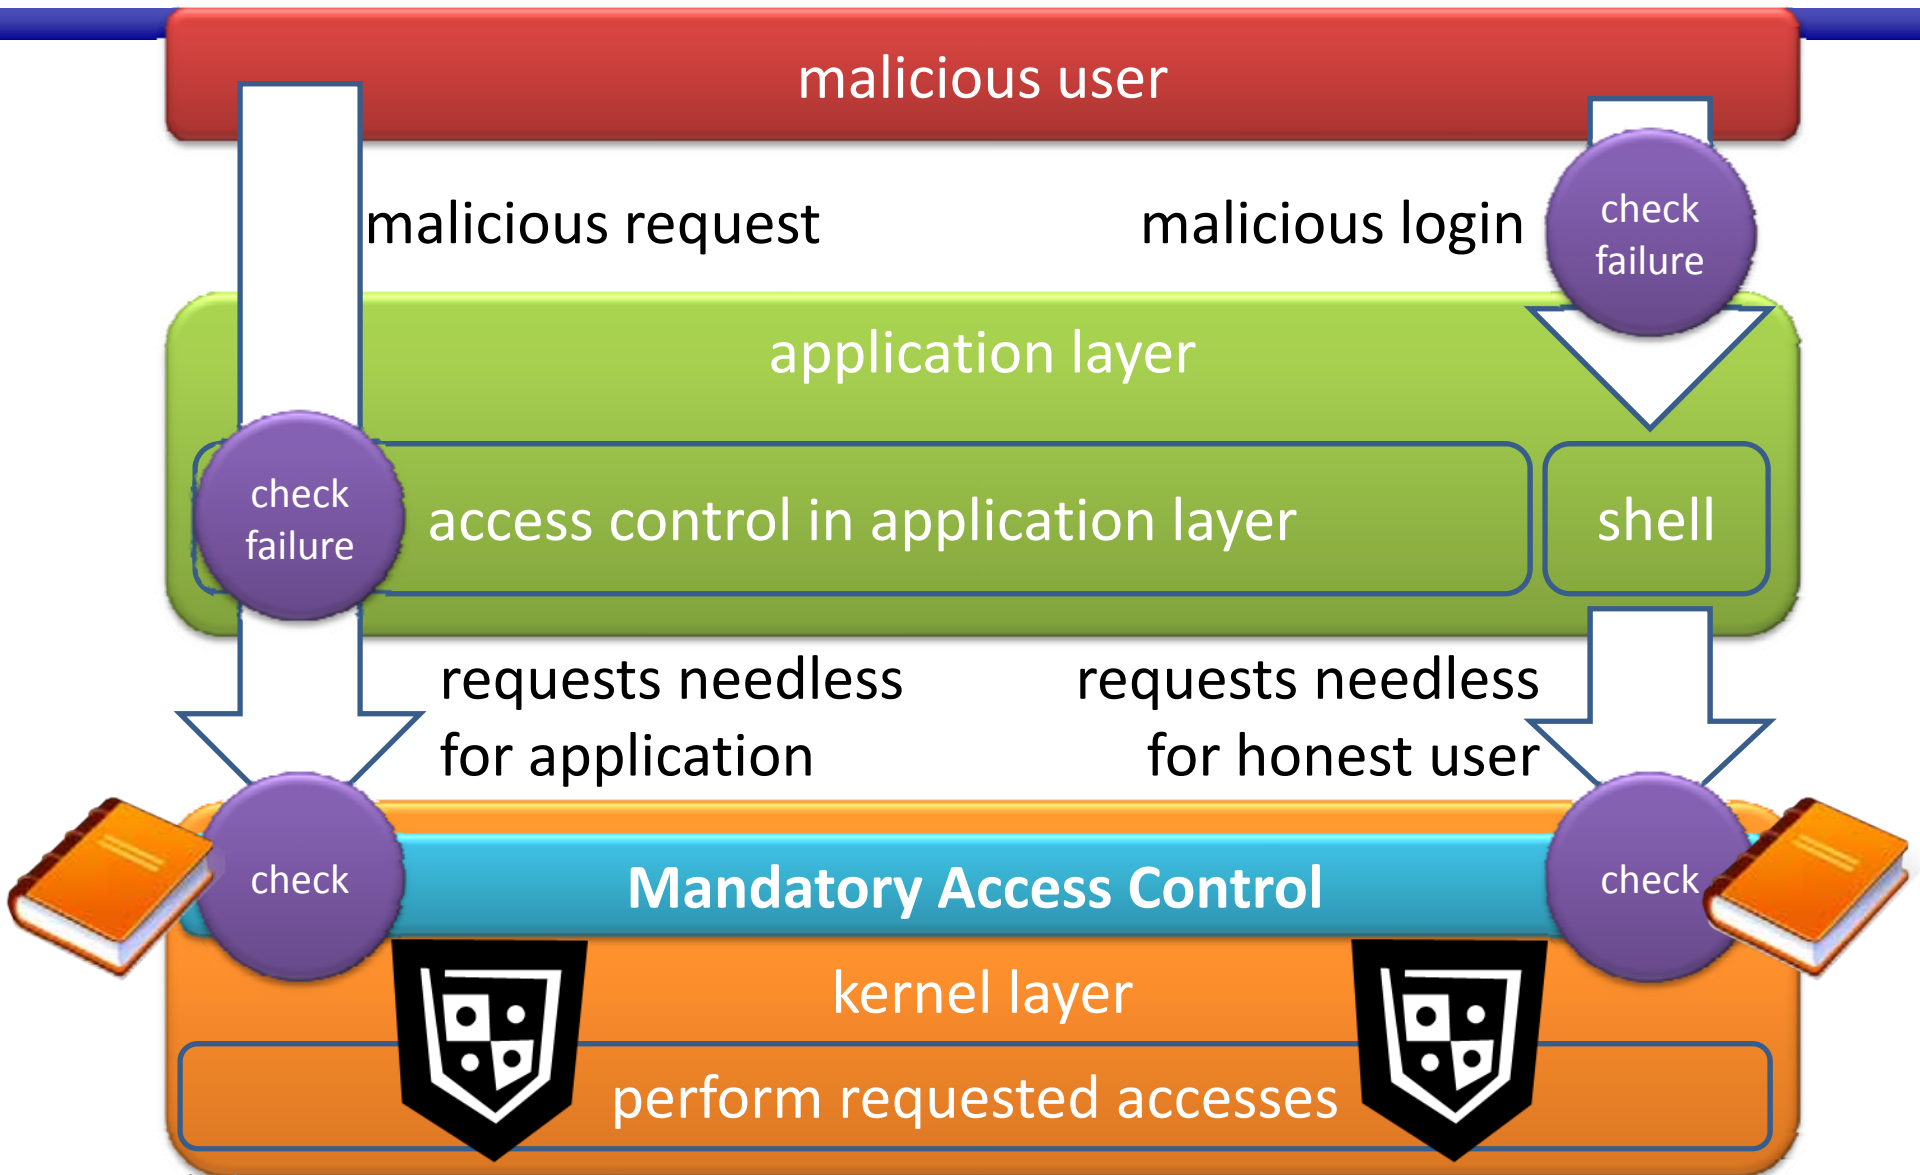 malicious user
malicious request
malicious login
check
failure
application layer
check
failure
access control in application layer
shell
requests needless
for application
requests needless
for honest user
check
Mandatory Access Control
check
kernel layer
perform requested accesses